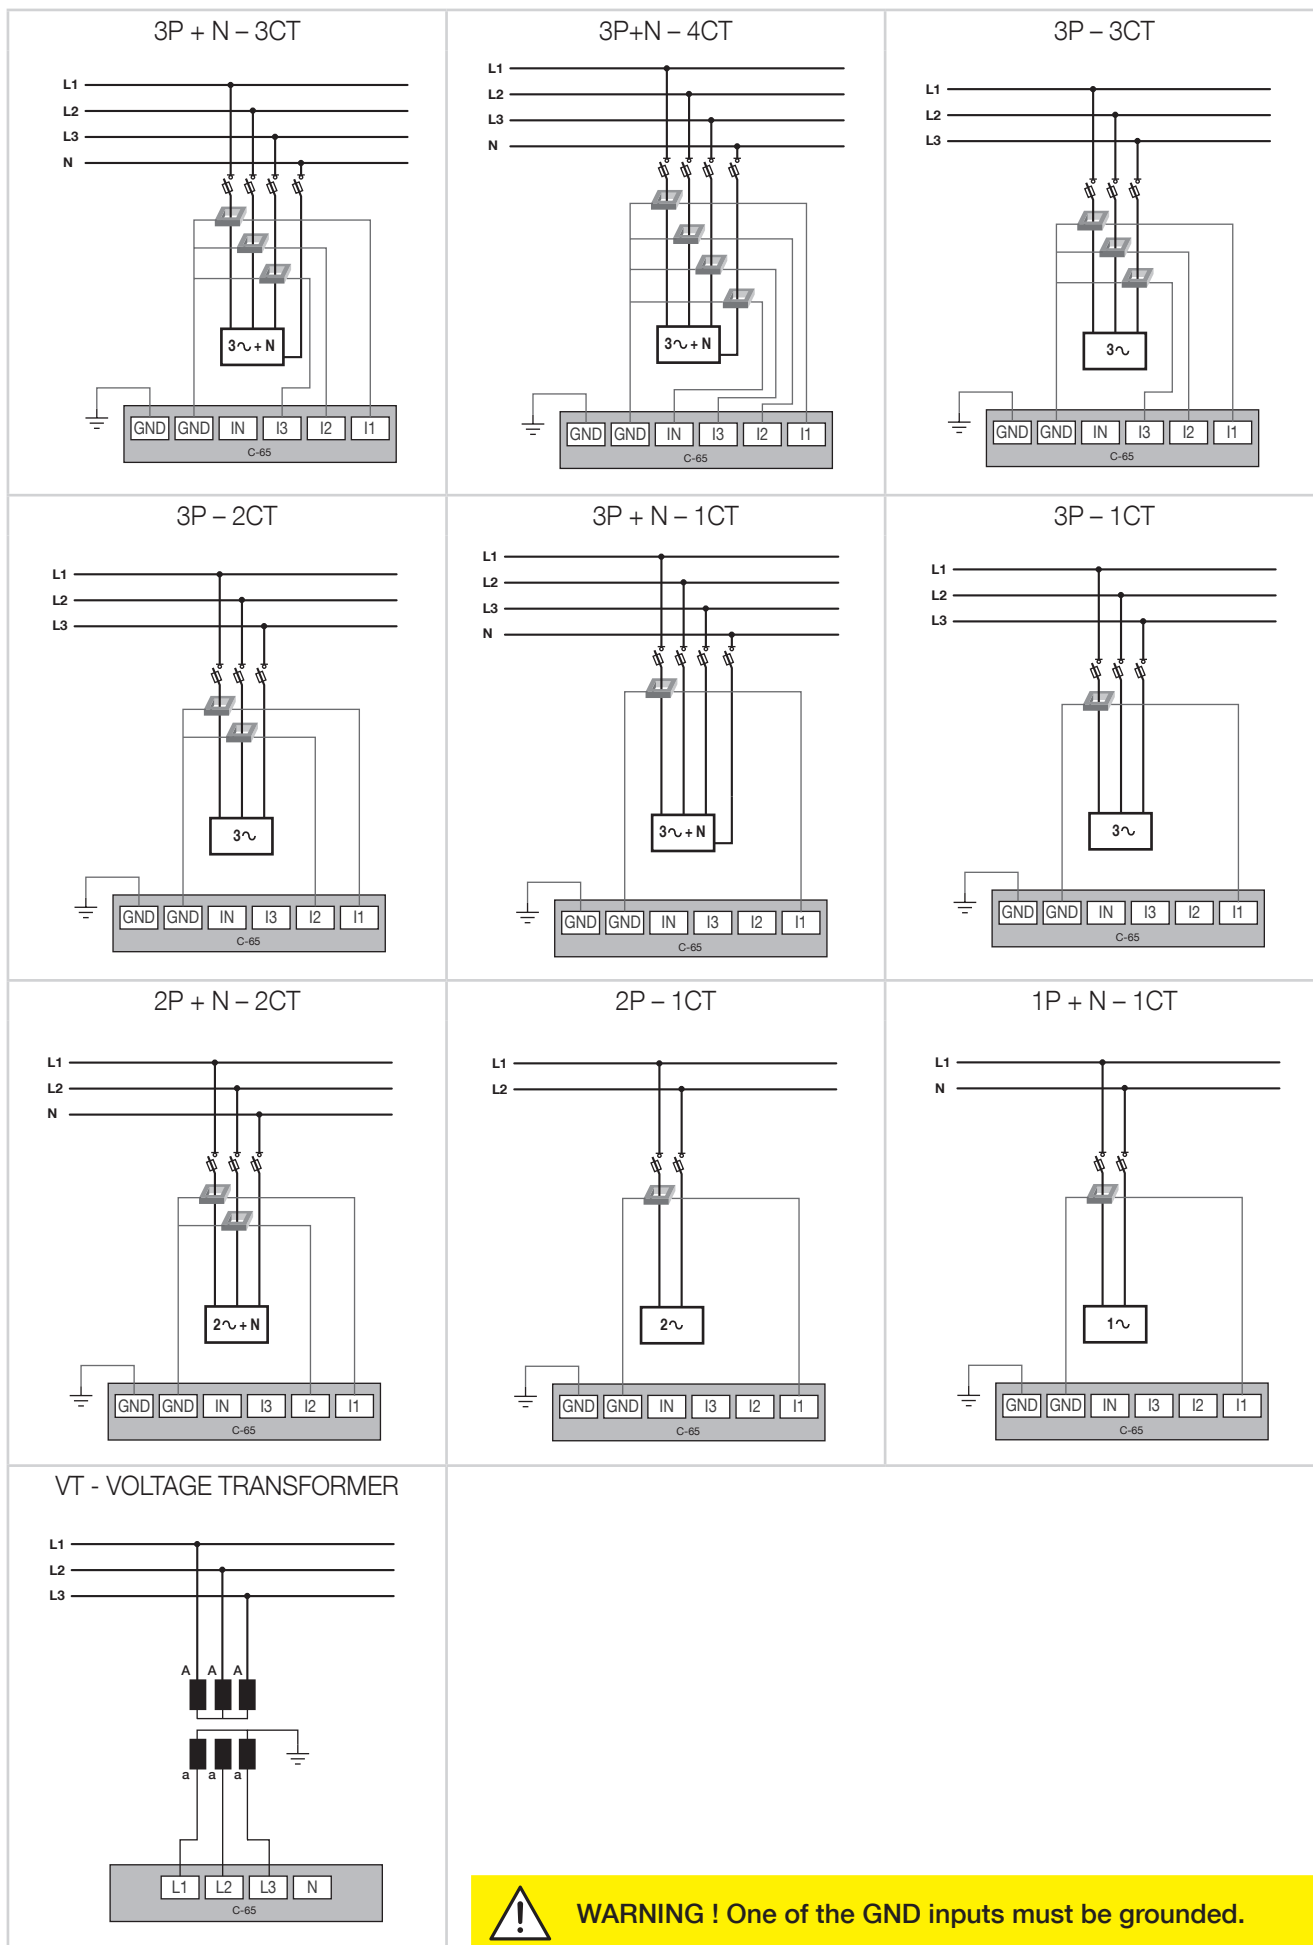 3P + N – 3CT
L1
L2
L3
N
3∿ + N
GND GND IN I3 I2 I1
C-65
3P+N – 4CT
L1
L2
L3
N
3∿ + N
GND GND IN I3 I2 I1
C-65
3P – 3CT
L1
L2
L3
3∿
GND GND IN I3 I2 I1
C-65
3P – 2CT
L1
L2
L3
3∿
GND GND IN I3 I2 I1
C-65
3P + N – 1CT
L1
L2
L3
N
3∿ + N
GND GND IN I3 I2 I1
C-65
3P – 1CT
L1
L2
L3
3∿
GND GND IN I3 I2 I1
C-65
2P + N – 2CT
L1
L2
N
2∿ + N
GND GND IN I3 I2 I1
C-65
2P – 1CT
L1
L2
2∿
GND GND IN I3 I2 I1
C-65
1P + N – 1CT
L1
N
1∿
GND GND IN I3 I2 I1
C-65
VT - VOLTAGE TRANSFORMER
L1
L2
L3
A A A
a a a
L1 L2 L3 N
C-65
WARNING ! One of the GND inputs must be grounded.